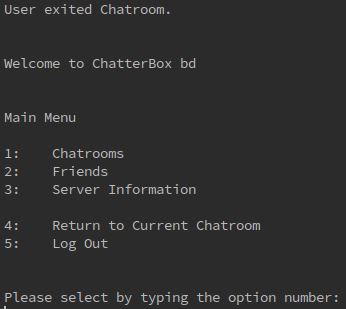 User exited Chatroom.
Welcome to ChatterBox bd
Main Menu
1:    Chatrooms
2:    Friends
3:    Server Information
4:    Return to Current Chatroom
5:    Log Out
Please select by typing the option number: